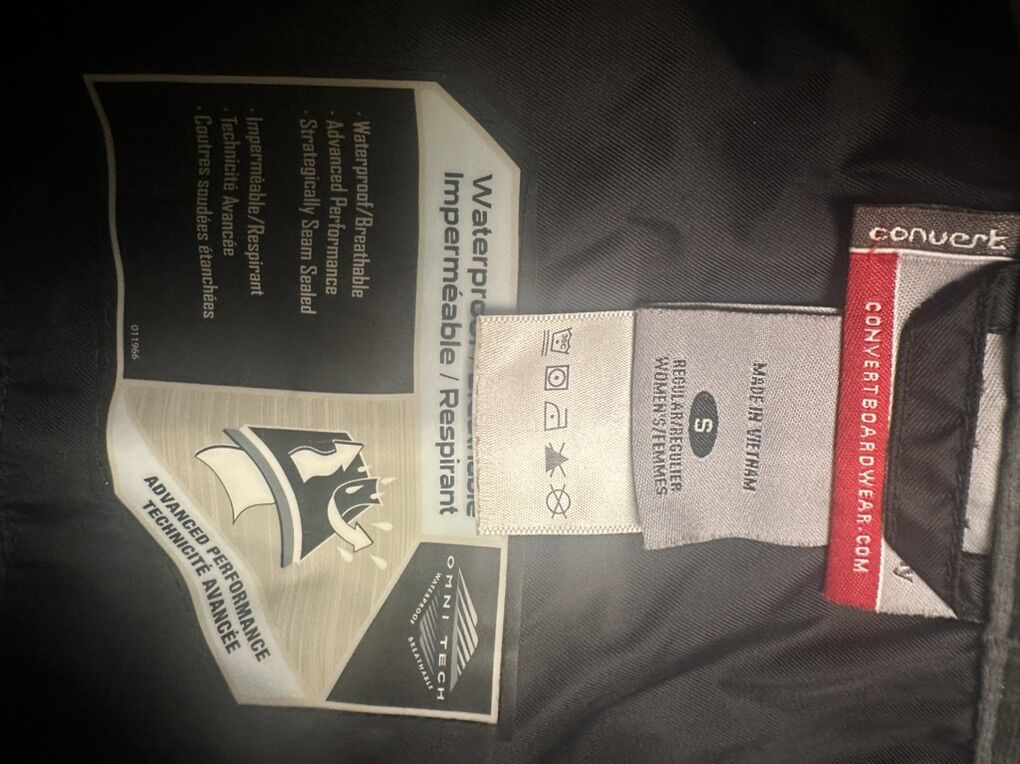 Waterproof
Imperméable / Respirant
· Waterproof/Breathable
· Advanced Performance
· Strategically Seam Sealed
· Imperméable/Respirant
Technicité Avancée
· Coutres soudées étanchées
011966
ADVANCED PERFORMANCE
TECHNICITÉ AVANCÉE
OMNI TECH
WATERPROOF BREATHABLE
convert
CONVERTBOARDWEAR.COM
MADE IN VIETNAM
S
REGULAR/REGULIER
WOMEN'S/FEMMES
30C